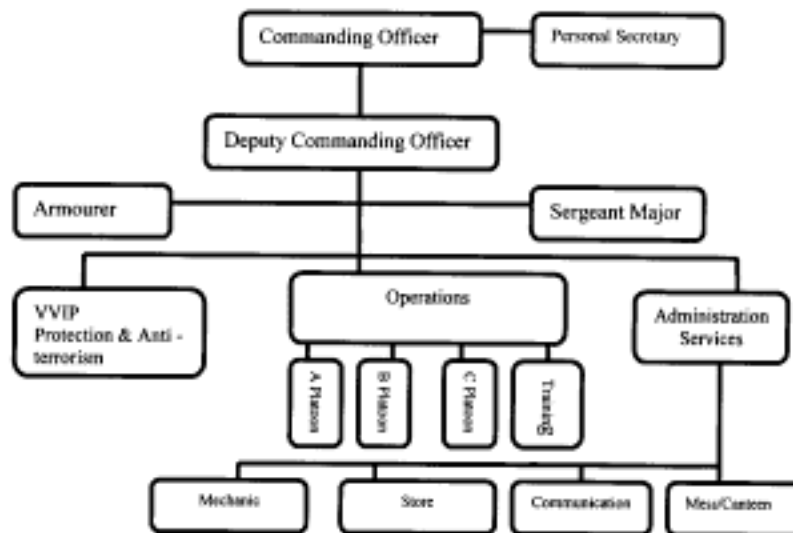 Commanding Officer
Personal Secretary
Deputy Commanding Officer
Armourer
Sergeant Major
VVIP
Protection & Anti -
terrorism
Operations
Administration
Services
A Platoon
B Platoon
C Platoon
Training
Mechanic
Store
Communication
Mess/Canteen